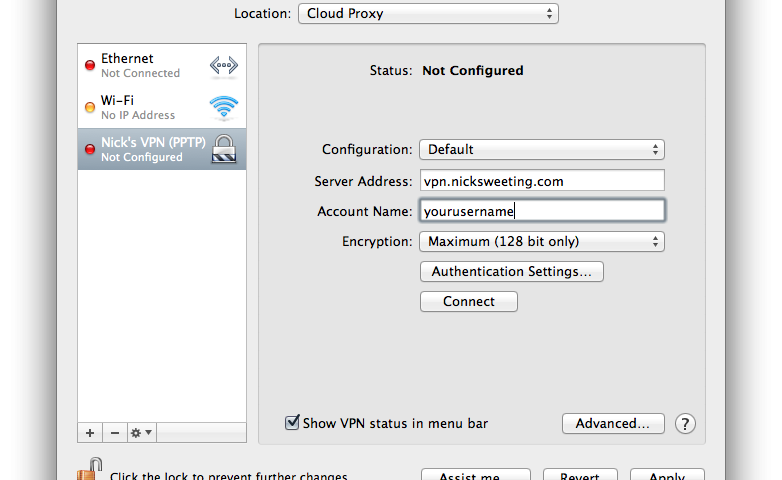 Location: Cloud Proxy
Ethernet
Not Connected
Wi-Fi
No IP Address
Nick's VPN (PPTP)
Not Configured
Status: Not Configured
Configuration: Default
Server Address: vpn.nicksweeting.com
Account Name: yourusername
Encryption: Maximum (128 bit only)
Authentication Settings...
Connect
Show VPN status in menu bar
Advanced...
?
Click the lock to prevent further changes.
Assist me...
Revert
Apply